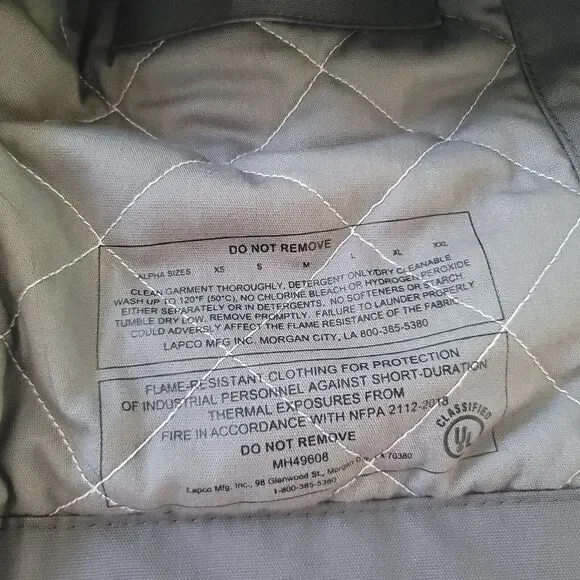 DO NOT REMOVE
ALPHA SIZES XS S M L XL XXL
CLEAN GARMENT THOROUGHLY, DETERGENT ONLY/DRY CLEANABLE
WASH UP TO 120°F (50°C), NO CHLORINE BLEACH OR HYDROGEN PEROXIDE
EITHER SEPARATELY OR IN DETERGENTS. NO SOFTENERS OR STARCH
TUMBLE DRY LOW. REMOVE PROMPTLY. FAILURE TO LAUNDER PROPERLY
COULD ADVERSELY AFFECT THE FLAME RESISTANCE OF THE FABRIC
LAPCO MFG INC. MORGAN CITY, LA 800-385-5380
FLAME-RESISTANT CLOTHING FOR PROTECTION
OF INDUSTRIAL PERSONNEL AGAINST SHORT-DURATION
THERMAL EXPOSURES FROM
FIRE IN ACCORDANCE WITH NFPA 2112-2018
DO NOT REMOVE
MH49608
CLASSIFIED
UL
Lapco Mfg. Inc., 98 Glenwood St., Morgan LA 70380
1-800-385-5380